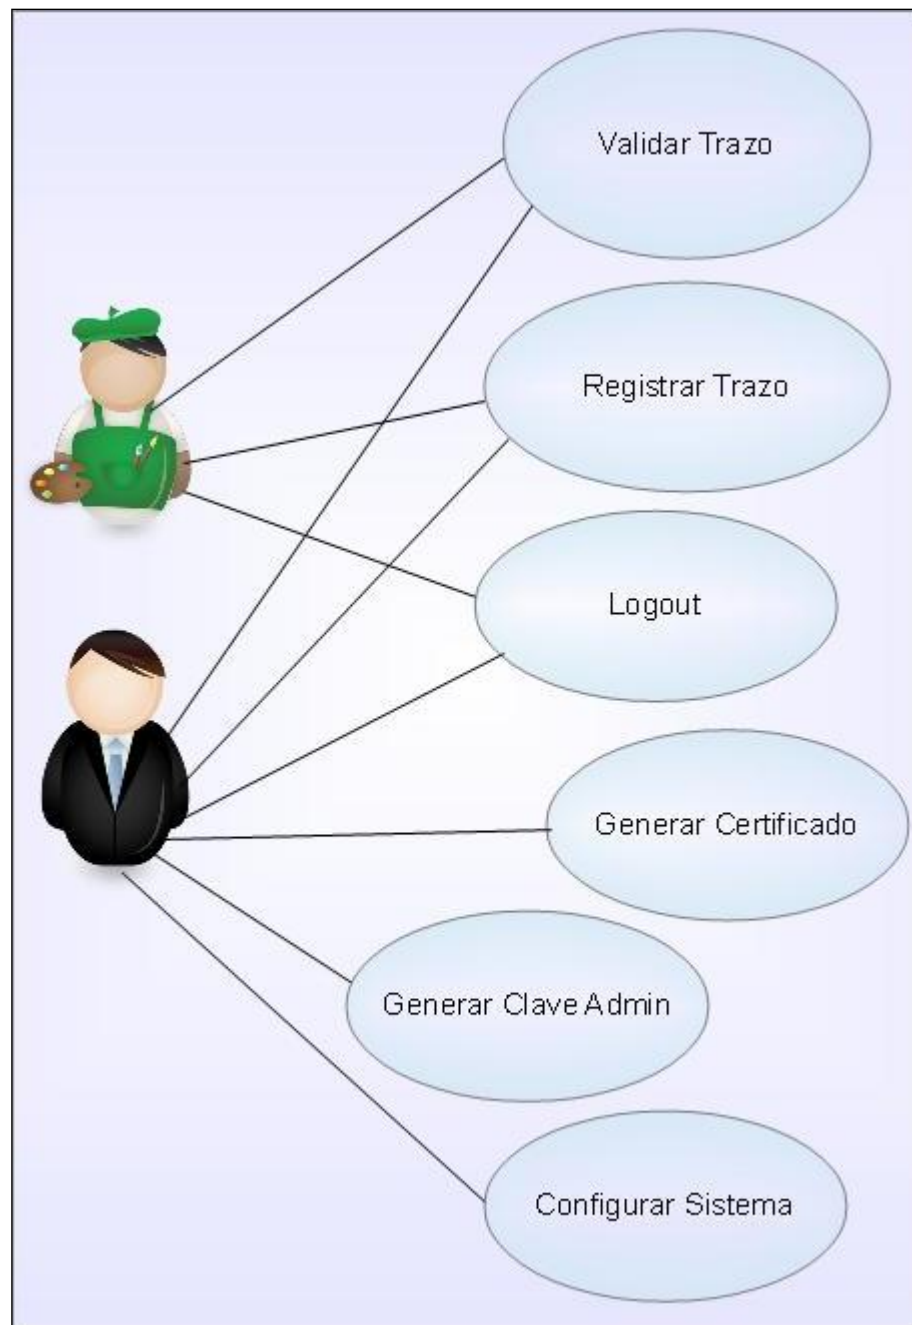 Validar Trazo
Registrar Trazo
Logout
Generar Certificado
Generar Clave Admin
Configurar Sistema